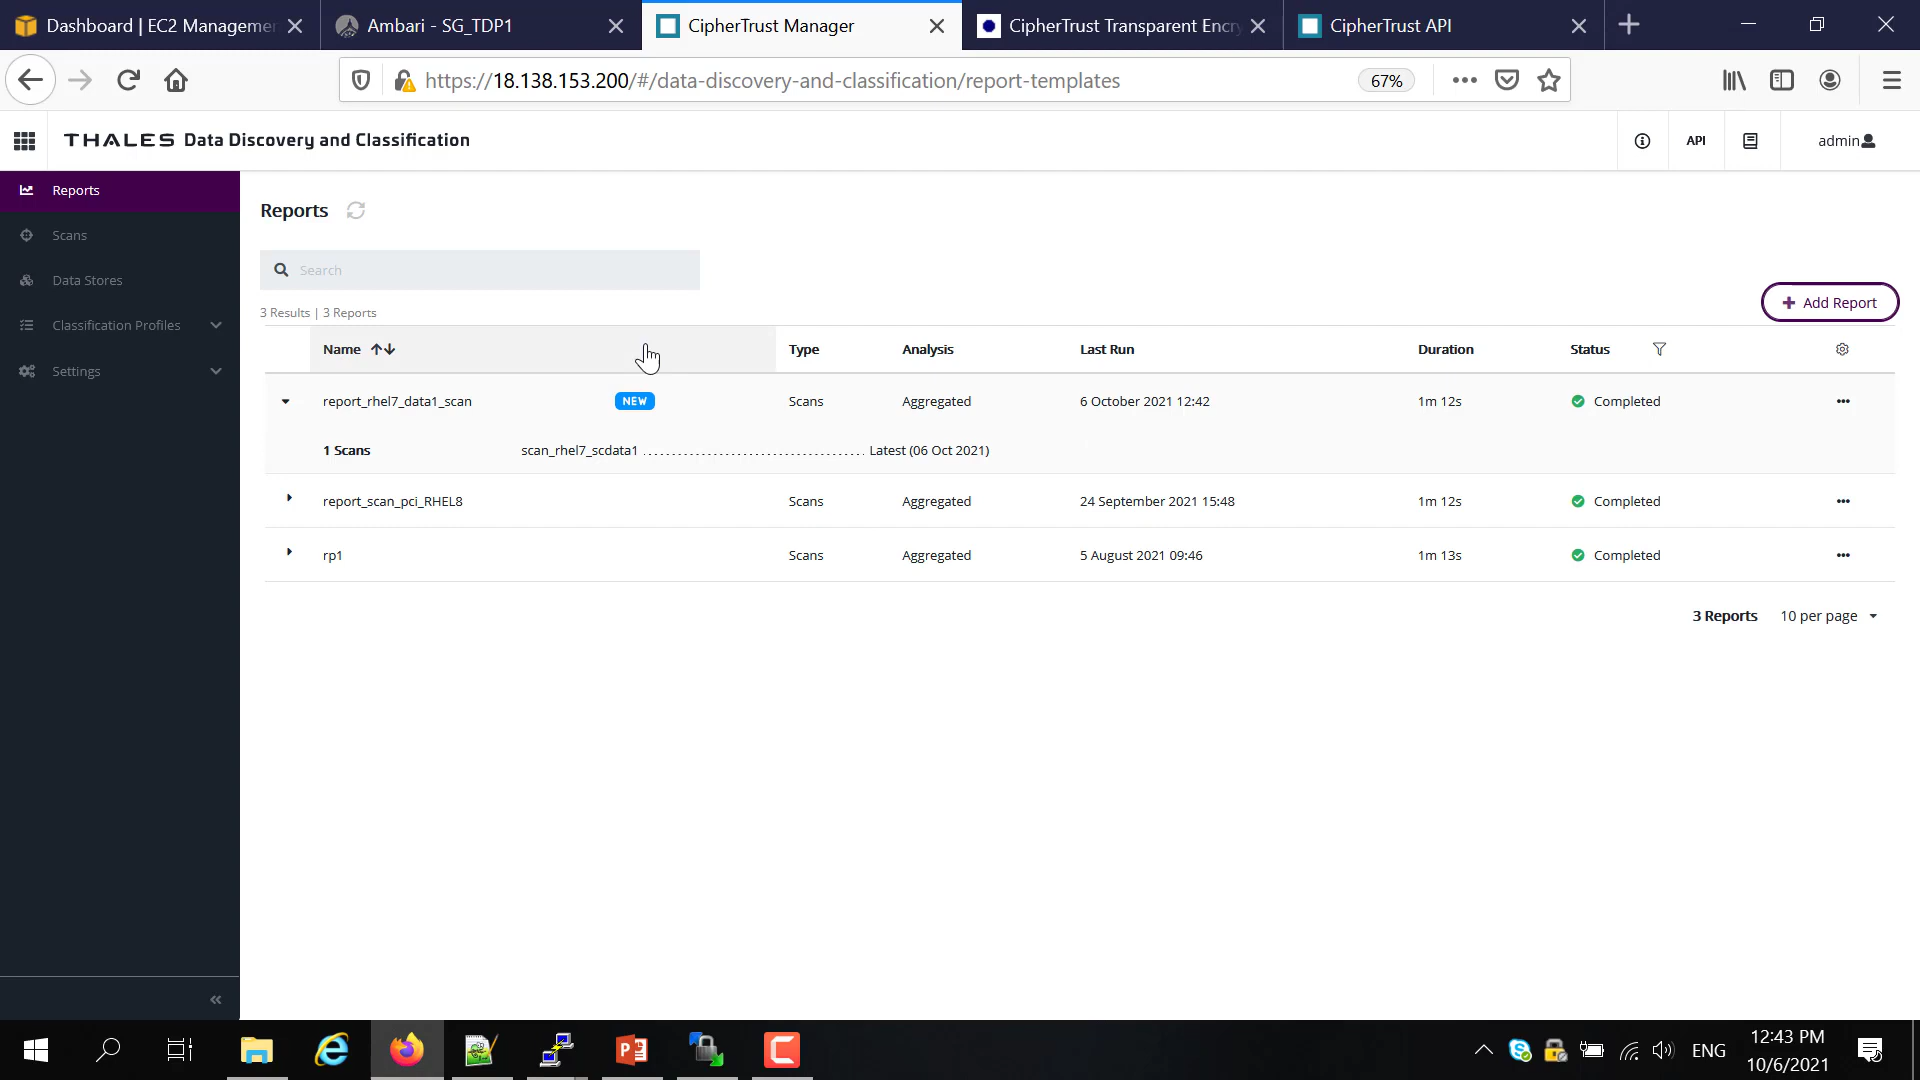 Dashboard | EC2 Manageme
Ambari - SG_TDP1
CipherTrust Manager
CipherTrust Transparent Encry
CipherTrust API
https://18.138.153.200/#/data-discovery-and-classification/report-templates
67%
THALES Data Discovery and Classification
API
admin
Reports
Scans
Data Stores
Classification Profiles
Settings
Reports
Search
3 Results | 3 Reports
Add Report
Name Type Analysis Last Run Duration Status
report_rhel7_data1_scan NEW Scans Aggregated 6 October 2021 12:42 1m 12s Completed
1 Scans scan_rhel7_scdata1 ........................................ Latest (06 Oct 2021)
report_scan_pci_RHEL8 Scans Aggregated 24 September 2021 15:48 1m 12s Completed
rp1 Scans Aggregated 5 August 2021 09:46 1m 13s Completed
3 Reports 10 per page
ENG
12:43 PM
10/6/2021